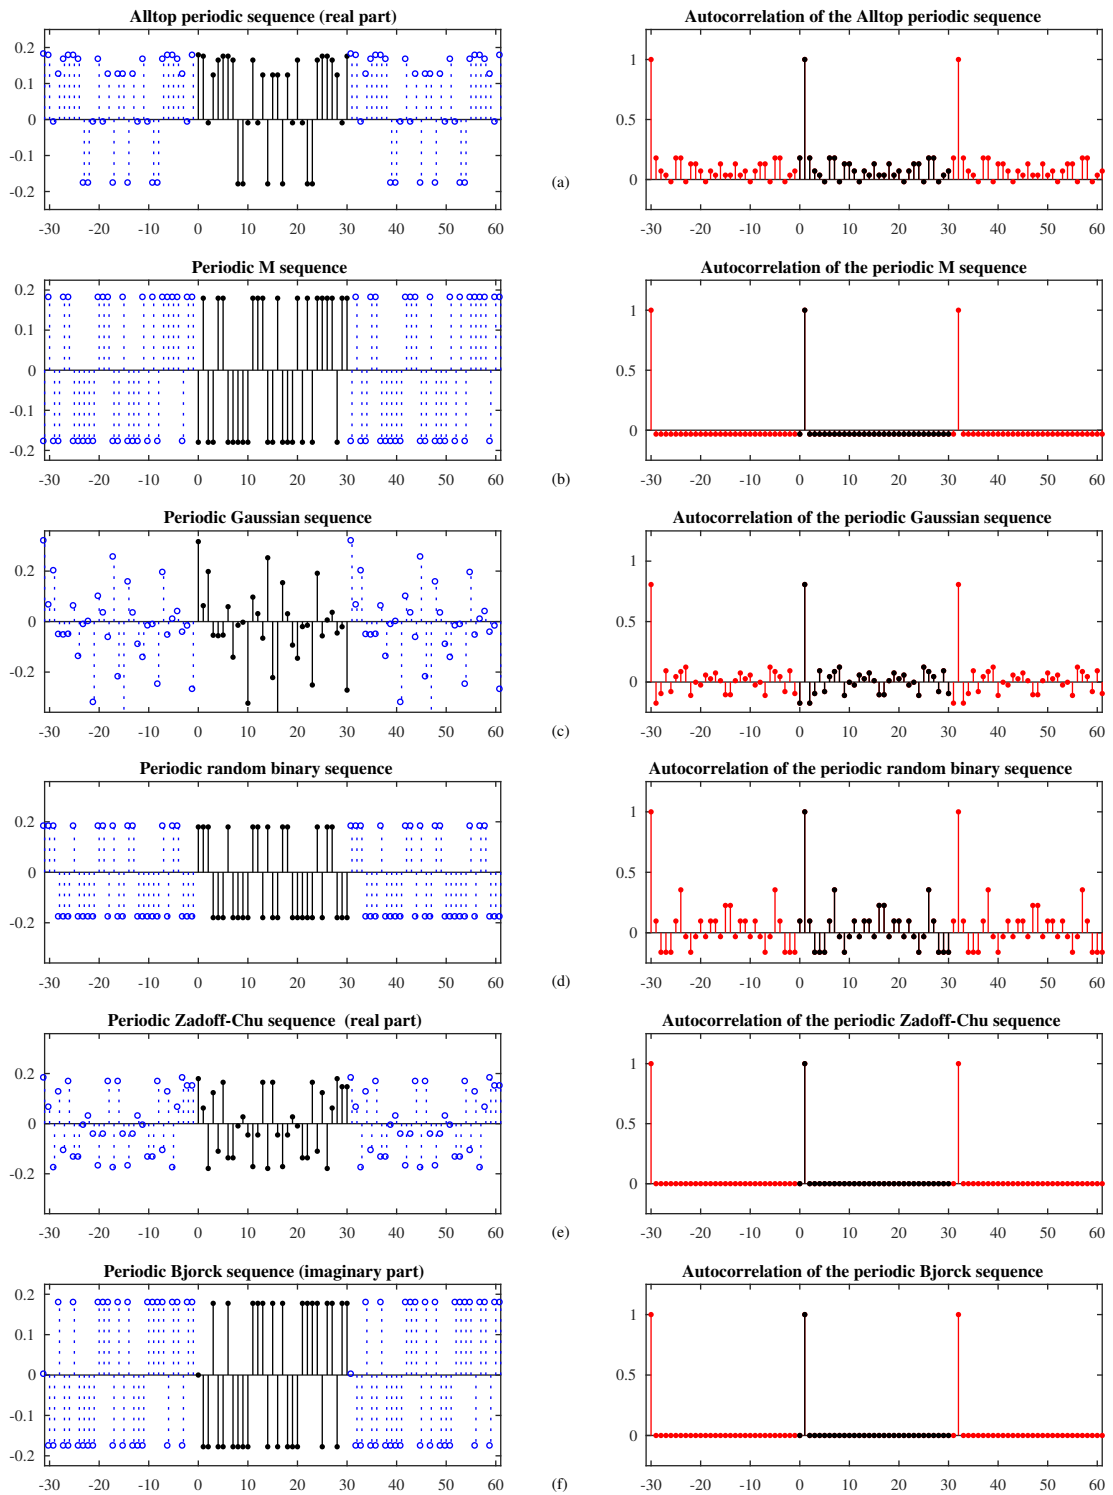 Alltop periodic sequence (real part)
0.2
0.1
0
-0.1
-0.2
-30 -20 -10 0 10 20 30 40 50 60
Autocorrelation of the Alltop periodic sequence
1
0.5
0
-30 -20 -10 0 10 20 30 40 50 60
(a)
Periodic M sequence
0.2
0.1
0
-0.1
-0.2
-30 -20 -10 0 10 20 30 40 50 60
Autocorrelation of the periodic M sequence
1
0.5
0
-30 -20 -10 0 10 20 30 40 50 60
(b)
Periodic Gaussian sequence
0.2
0
-0.2
-30 -20 -10 0 10 20 30 40 50 60
Autocorrelation of the periodic Gaussian sequence
1
0.5
0
-30 -20 -10 0 10 20 30 40 50 60
(c)
Periodic random binary sequence
0.2
0
-0.2
-30 -20 -10 0 10 20 30 40 50 60
Autocorrelation of the periodic random binary sequence
1
0.5
0
-30 -20 -10 0 10 20 30 40 50 60
(d)
Periodic Zadoff-Chu sequence (real part)
0.2
0
-0.2
-30 -20 -10 0 10 20 30 40 50 60
Autocorrelation of the periodic Zadoff-Chu sequence
1
0.5
0
-30 -20 -10 0 10 20 30 40 50 60
(e)
Periodic Bjorck sequence (imaginary part)
0.2
0.1
0
-0.1
-0.2
-30 -20 -10 0 10 20 30 40 50 60
Autocorrelation of the periodic Bjorck sequence
1
0.5
0
-30 -20 -10 0 10 20 30 40 50 60
(f)